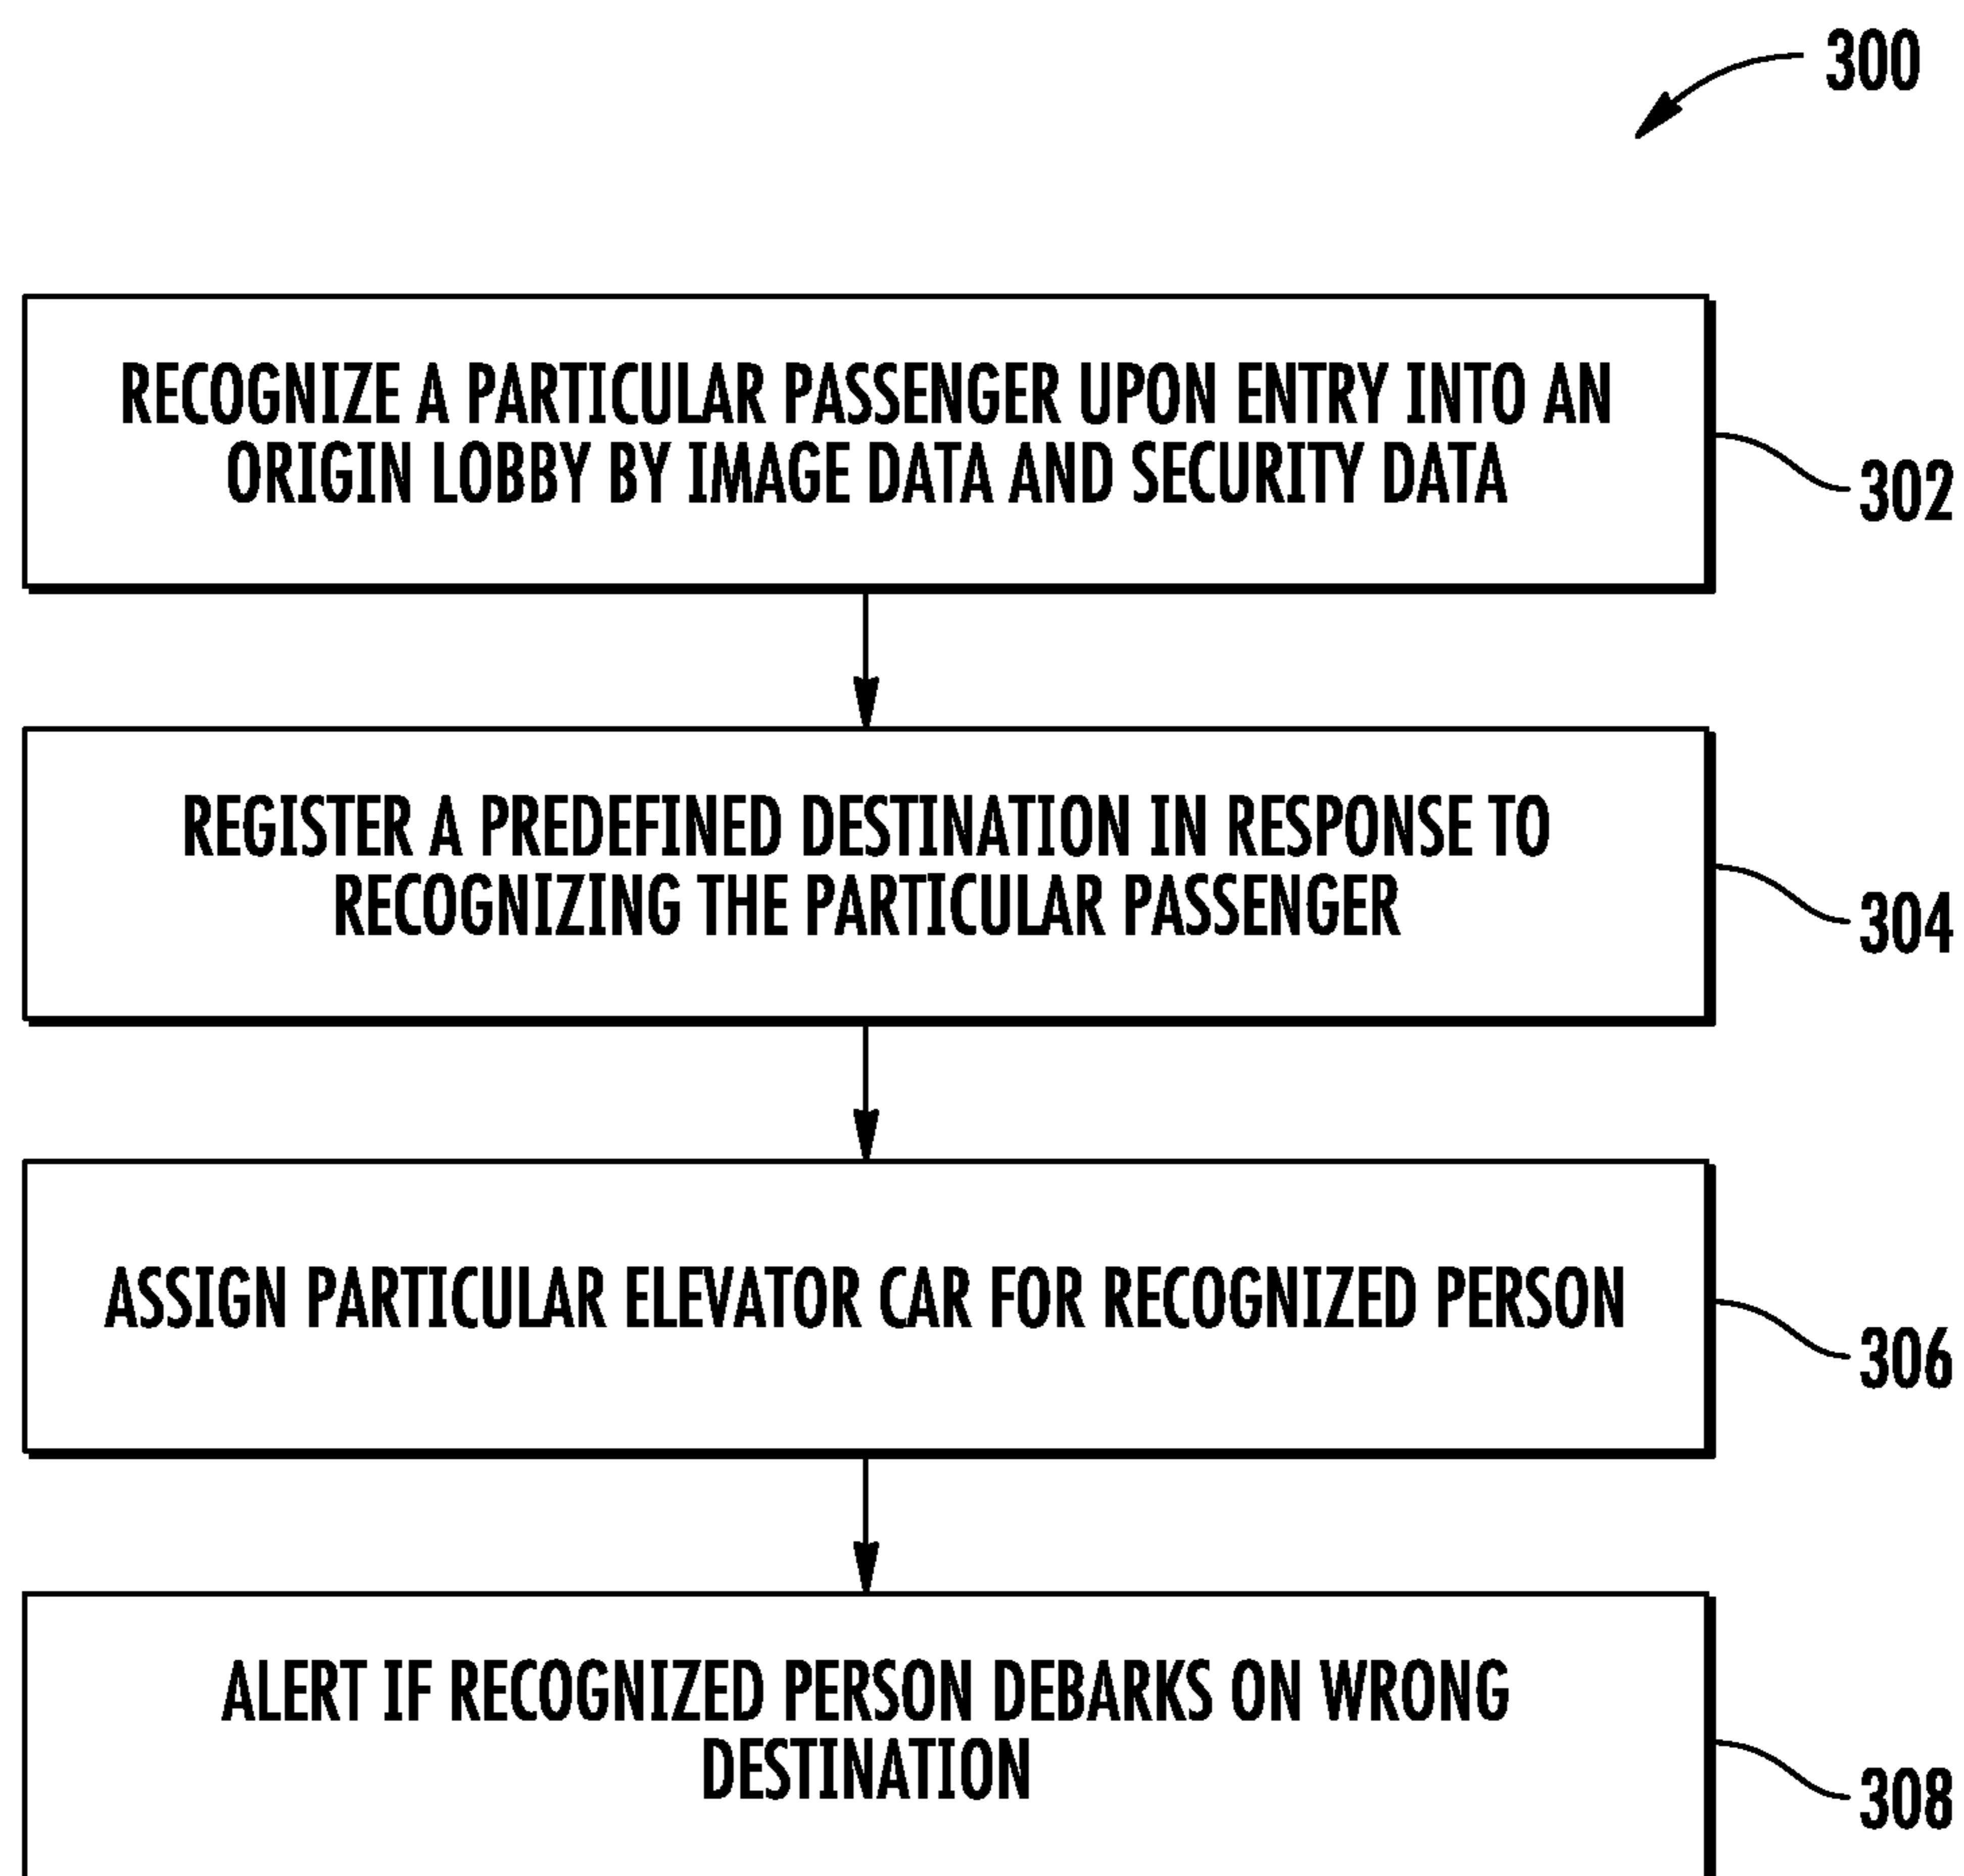 300
RECOGNIZE A PARTICULAR PASSENGER UPON ENTRY INTO AN
ORIGIN LOBBY BY IMAGE DATA AND SECURITY DATA
302
REGISTER A PREDEFINED DESTINATION IN RESPONSE TO
RECOGNIZING THE PARTICULAR PASSENGER
304
ASSIGN PARTICULAR ELEVATOR CAR FOR RECOGNIZED PERSON
306
ALERT IF RECOGNIZED PERSON DEBARKS ON WRONG
DESTINATION
308